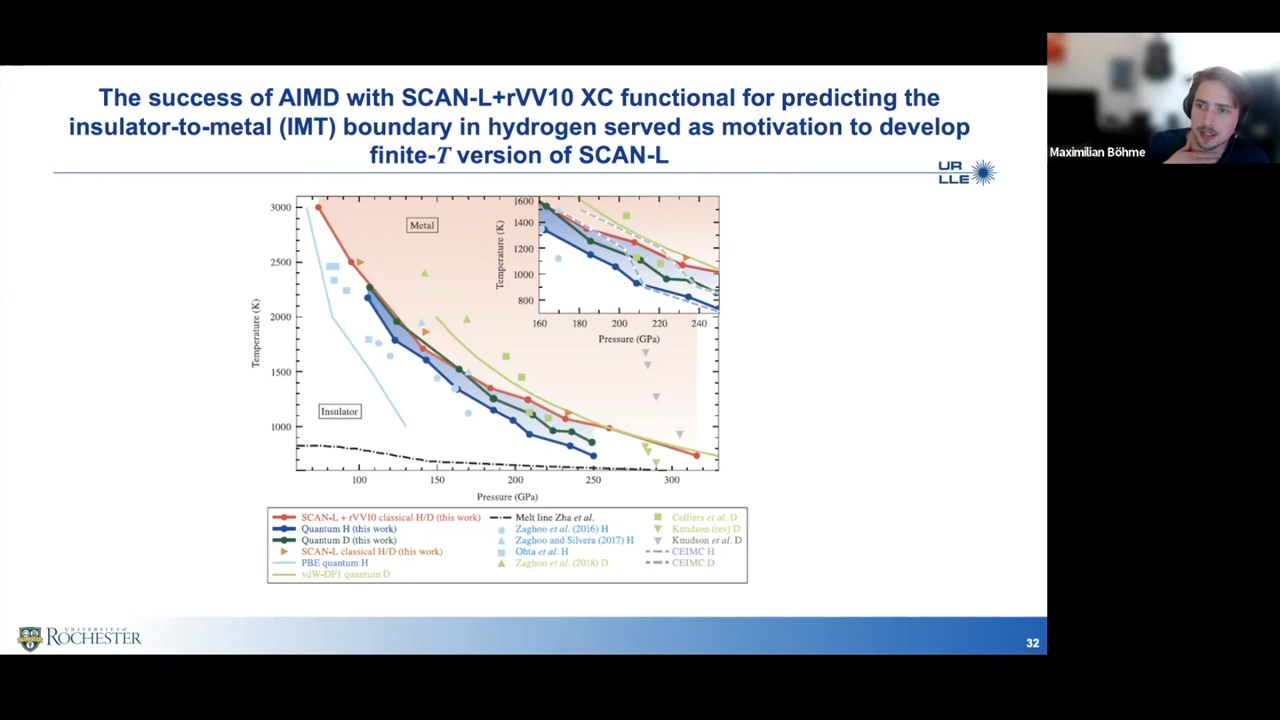 The success of AIMD with SCAN-L+rVV10 XC functional for predicting the
insulator-to-metal (IMT) boundary in hydrogen served as motivation to develop
finite-T version of SCAN-L
UR
LLE
Maximilian Böhme
3000
2500
2000
1500
1000
Temperature (K)
100
150
200
250
300
Pressure (GPa)
Metal
Insulator
1600
1400
1200
1000
800
Temperature (K)
160
180
200
220
240
Pressure (GPa)
SCAN-L + rVV10 classical H/D (this work)
Quantum H (this work)
Quantum D (this work)
SCAN-L classical H/D (this work)
PBE quantum H
vdW-DF1 quantum D
Melt line Zha et al.
Zaghoo et al. (2016) H
Zaghoo and Silvera (2017) H
Ohta et al. H
Zaghoo et al. (2018) D
Celliers et al. D
Knudson (rev) D
Knudson et al. D
CEIMC H
CEIMC D
UNIVERSITY of
ROCHESTER
32